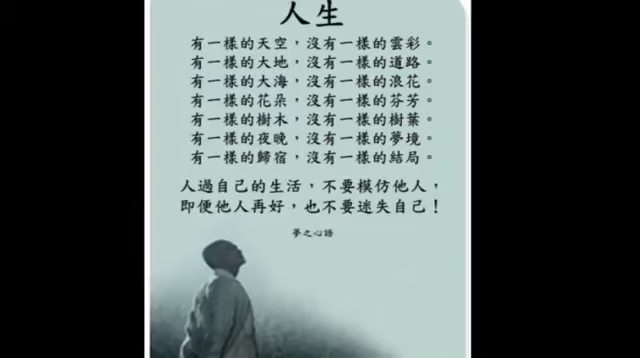 人生
有一樣的天空，沒有一樣的雲彩。
有一樣的大地，沒有一樣的道路。
有一樣的大海，沒有一樣的浪花。
有一樣的花朵，沒有一樣的芬芳。
有一樣的樹木，沒有一樣的樹葉。
有一樣的夜晚，沒有一樣的夢境。
有一樣的歸宿，沒有一樣的結局。
人過自己的生活，不要模仿他人，
即便他人再好，也不要迷失自己！
夢之心語